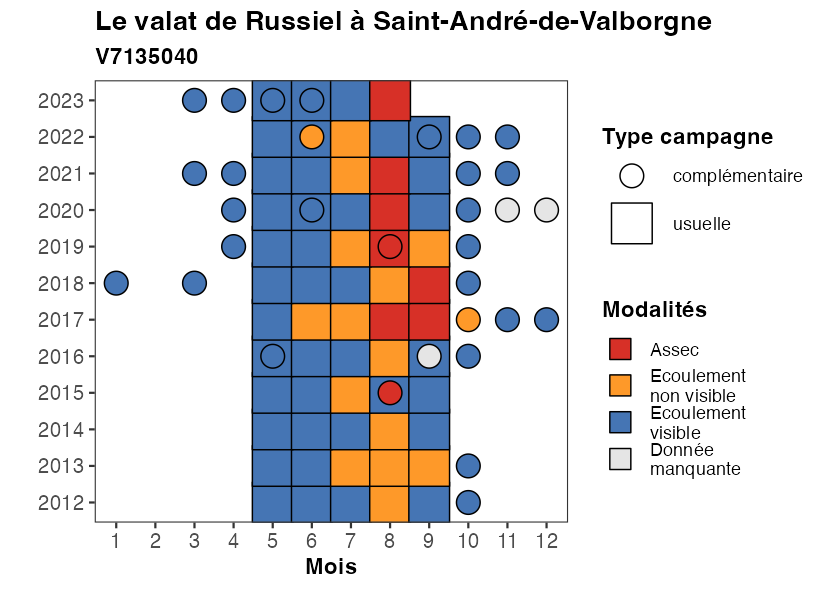 Le valat de Russiel à Saint-André-de-Valborgne
V7135040
2023
2022
2021
2020
2019
2018
2017
2016
2015
2014
2013
2012
1 2 3 4 5 6 7 8 9 10 11 12
Mois
Type campagne
complémentaire
usuelle
Modalités
Assec
Ecoulement
non visible
Ecoulement
visible
Donnée
manquante